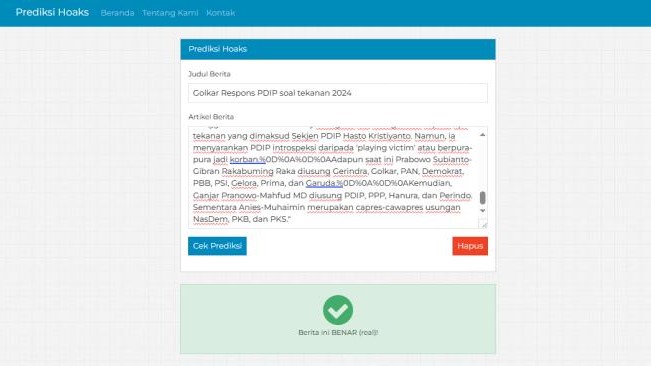 Prediksi Hoaks Beranda Tentang Kami Kontak
Prediksi Hoaks
Judul Berita
Golkar Respons PDIP soal tekanan 2024
Artikel Berita
tekanan yang dimaksud Sekjen PDIP Hasto Kristiyanto. Namun, ia
menyarankan PDIP introspeksi daripada 'playing victim' atau berpura-
pura jadi korban.%0D%0A%0D%0AAdapun saat ini Prabowo Subianto-
Gibran Rakabuming Raka diusung Gerindra, Golkar, PAN, Demokrat,
PBB, PSI, Gelora, Prima, dan Garuda.%0D%0A%0D%0AKemudian,
Ganjar Pranowo-Mahfud MD diusung PDIP, PPP, Hanura, dan Perindo.
Sementara Anies-Muhaimin merupakan capres-cawapres usungan
NasDem, PKB, dan PKS."
Cek Prediksi Hapus
Berita ini BENAR (real)!